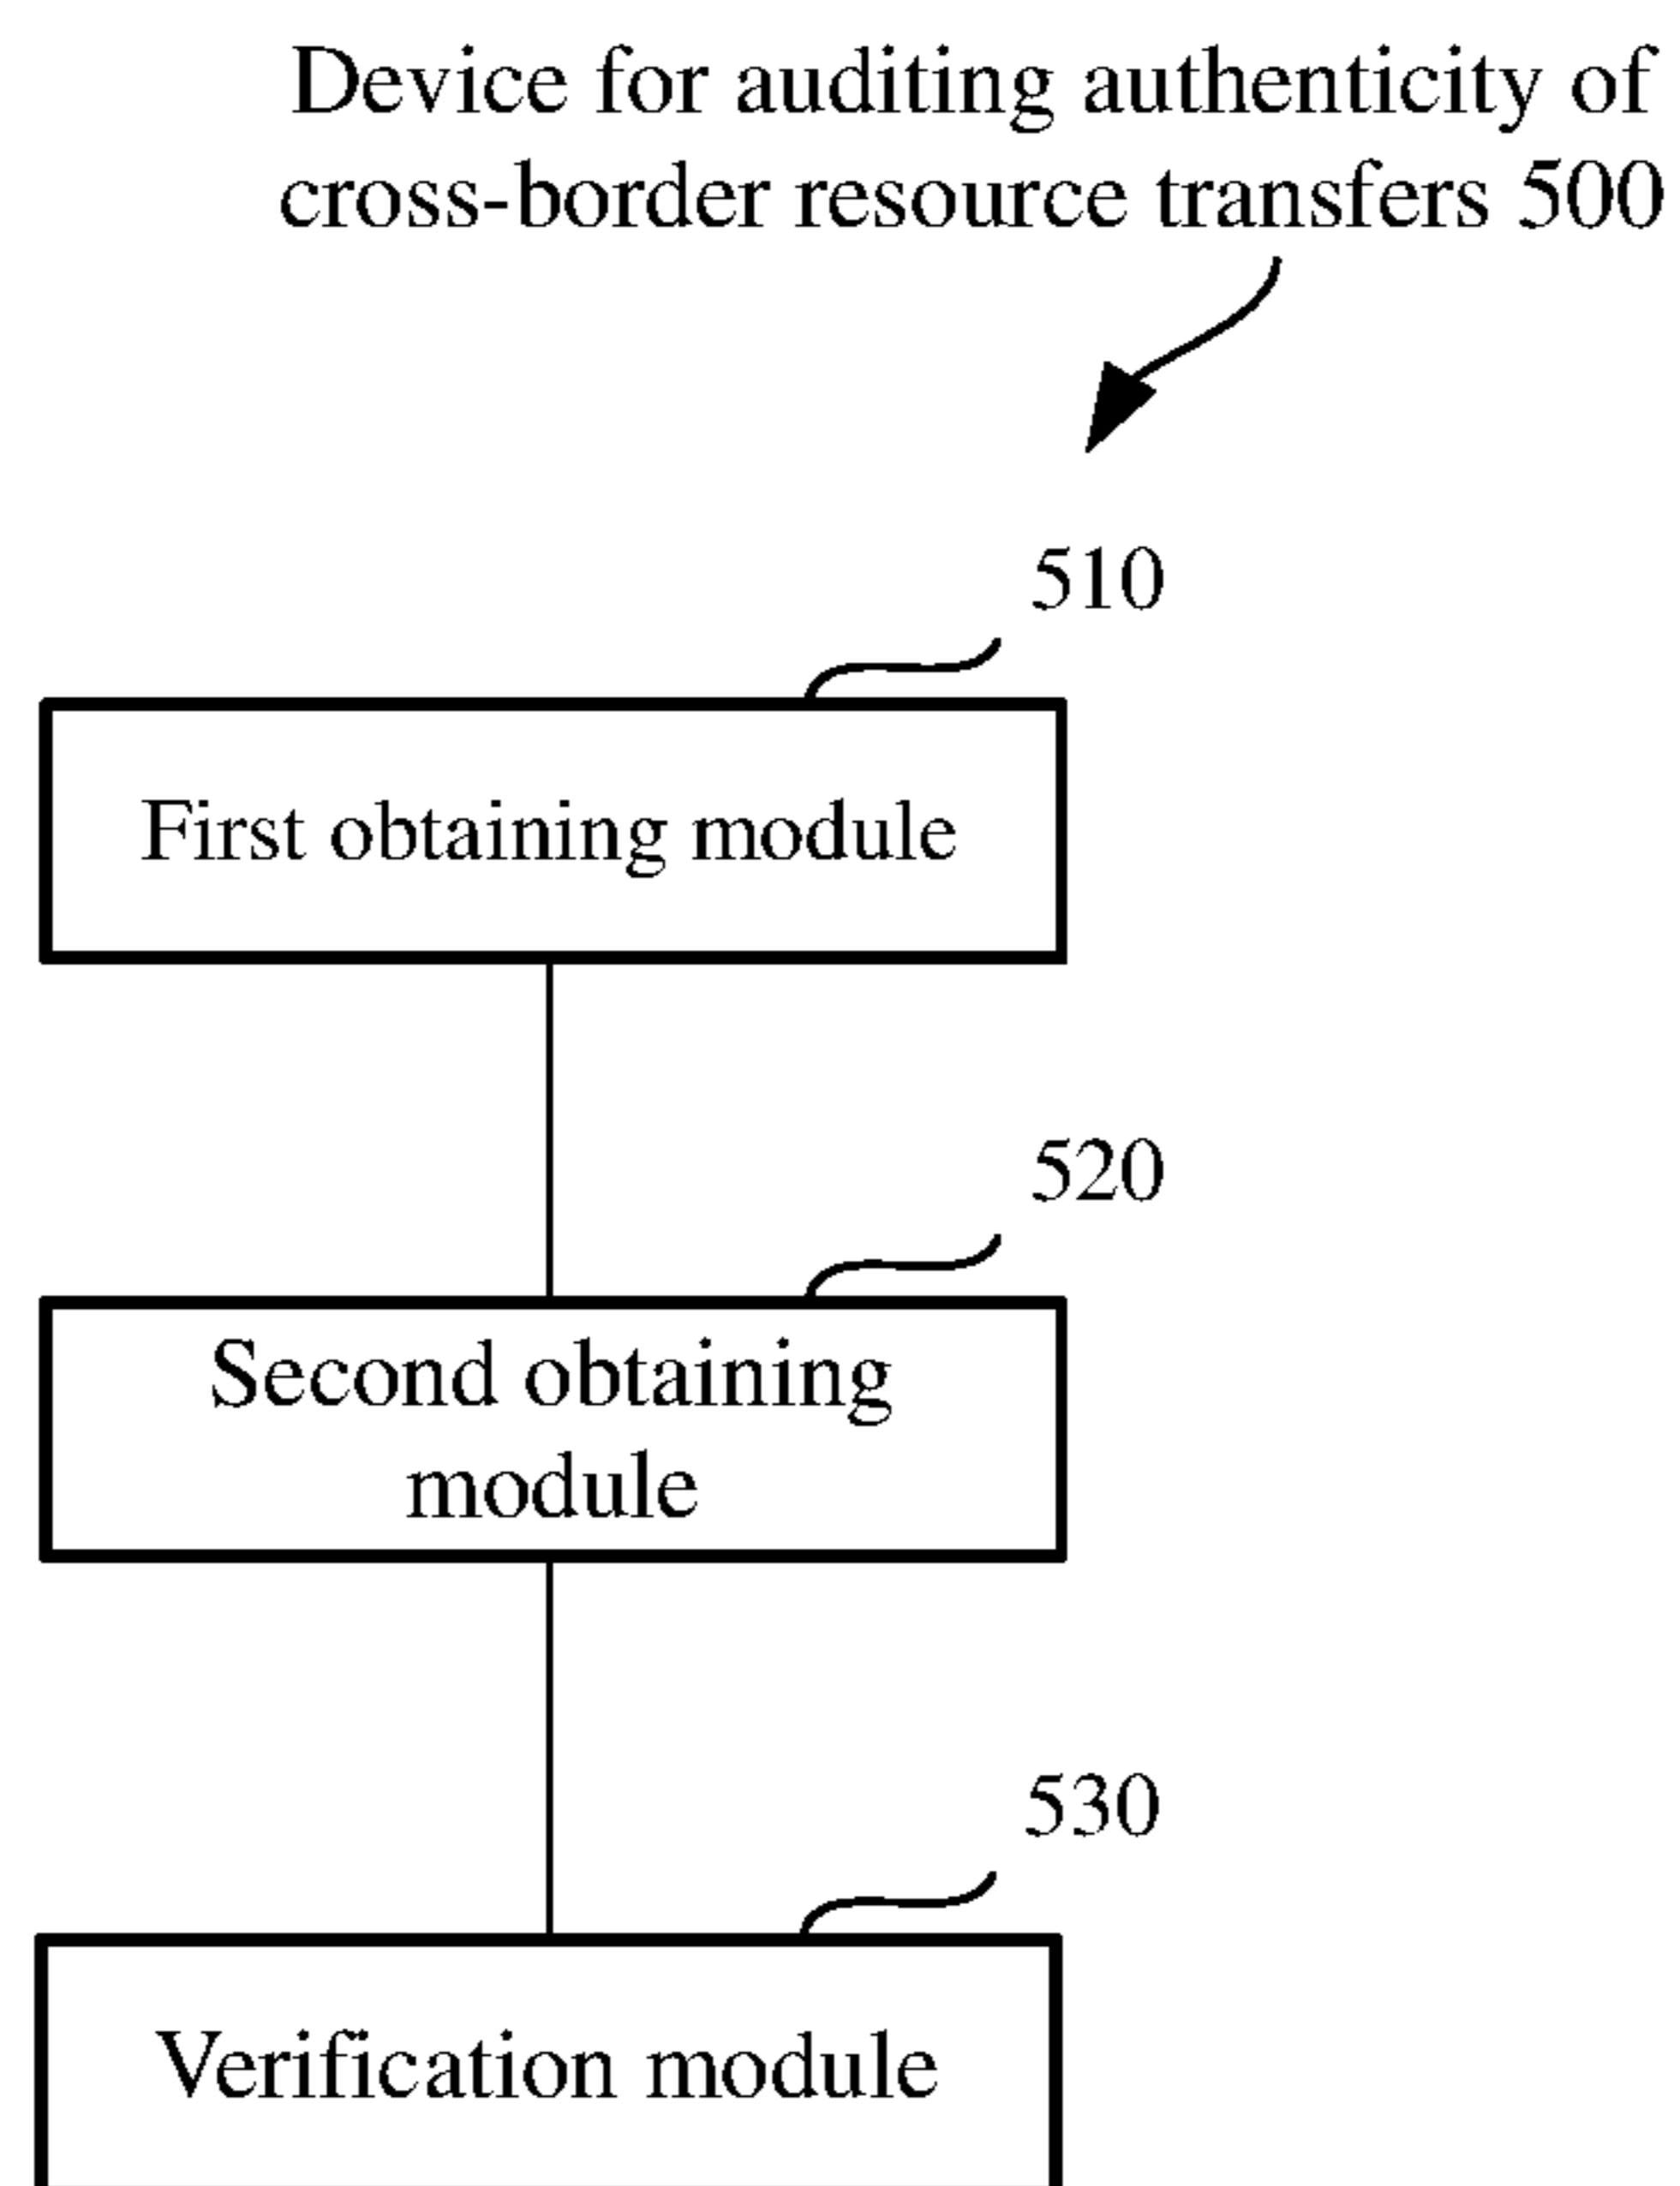 Device for auditing authenticity of
cross-border resource transfers 500
510
First obtaining module
520
Second obtaining
module
530
Verification module